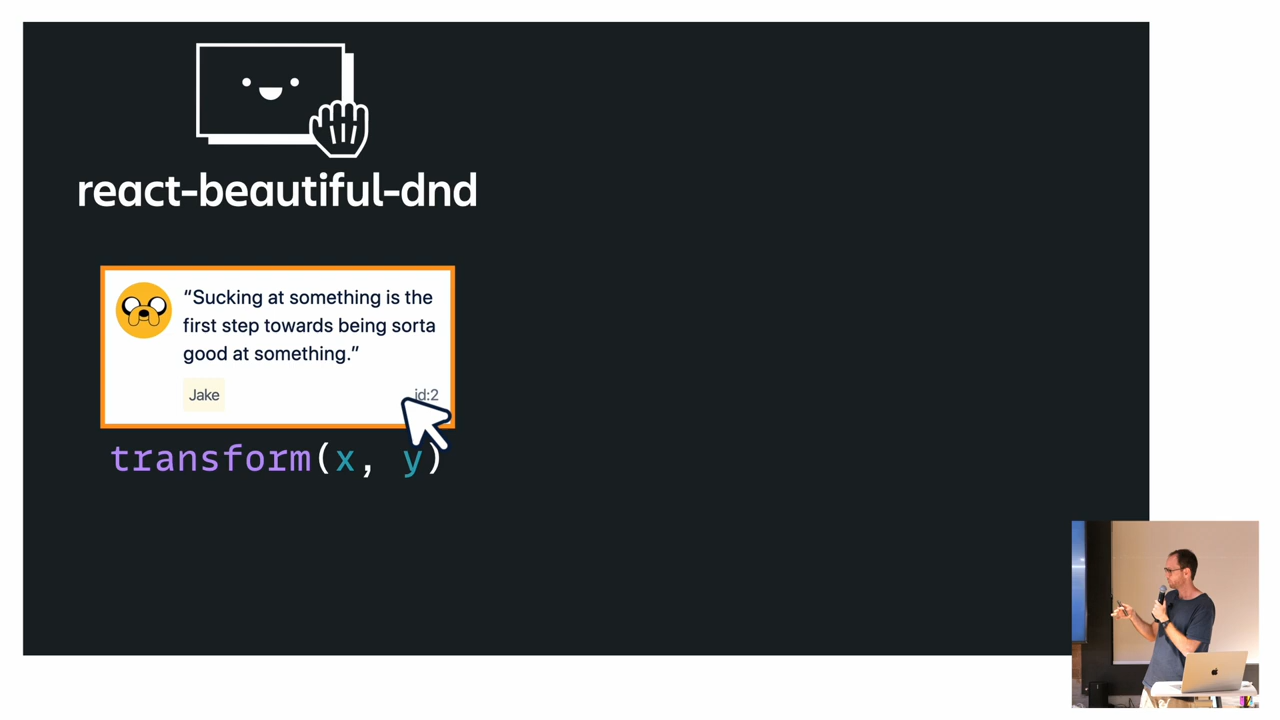 react-beautiful-dnd
“Sucking at something is the
first step towards being sorta
good at something.”
Jake
id:2
transform(x, y)